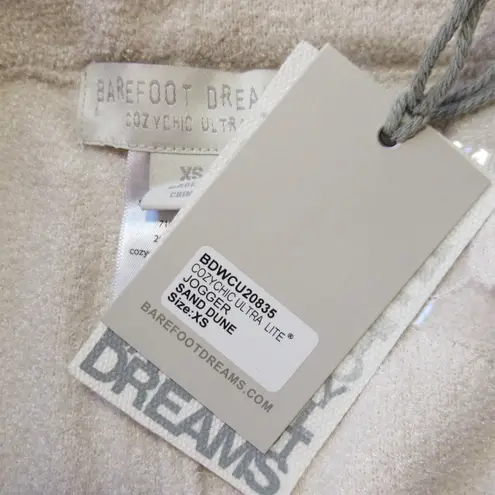 BAREFOOT DREA
COZYCHIC ULTRA
XS
BDWCU20835
COZYCHIC ULTRA LITE®
JOGGER
SAND DUNE
Size:XS
BAREFOOTDREAMS.COM
DREAMS